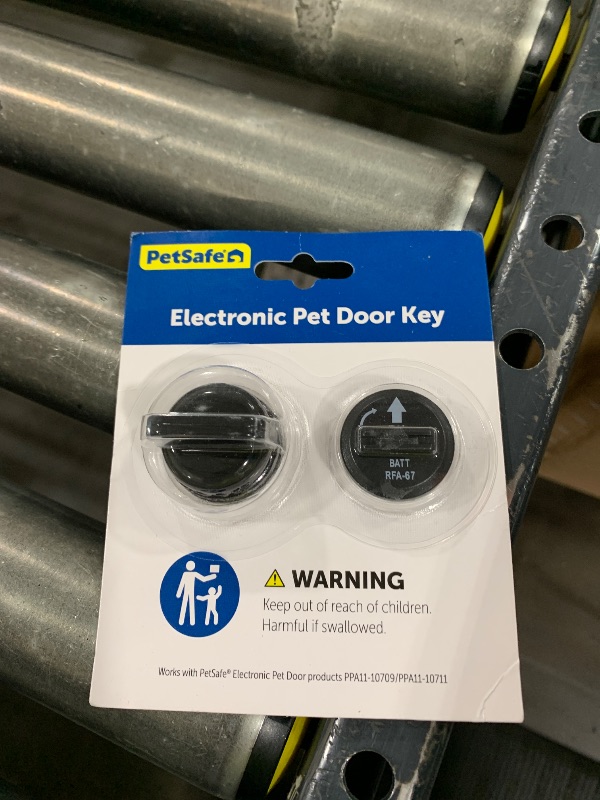 PetSafe®
Electronic Pet Door Key
BATT
RFA-67
WARNING
Keep out of reach of children.
Harmful if swallowed.
Works with PetSafe® Electronic Pet Door products PPA11-10709/PPA11-10711